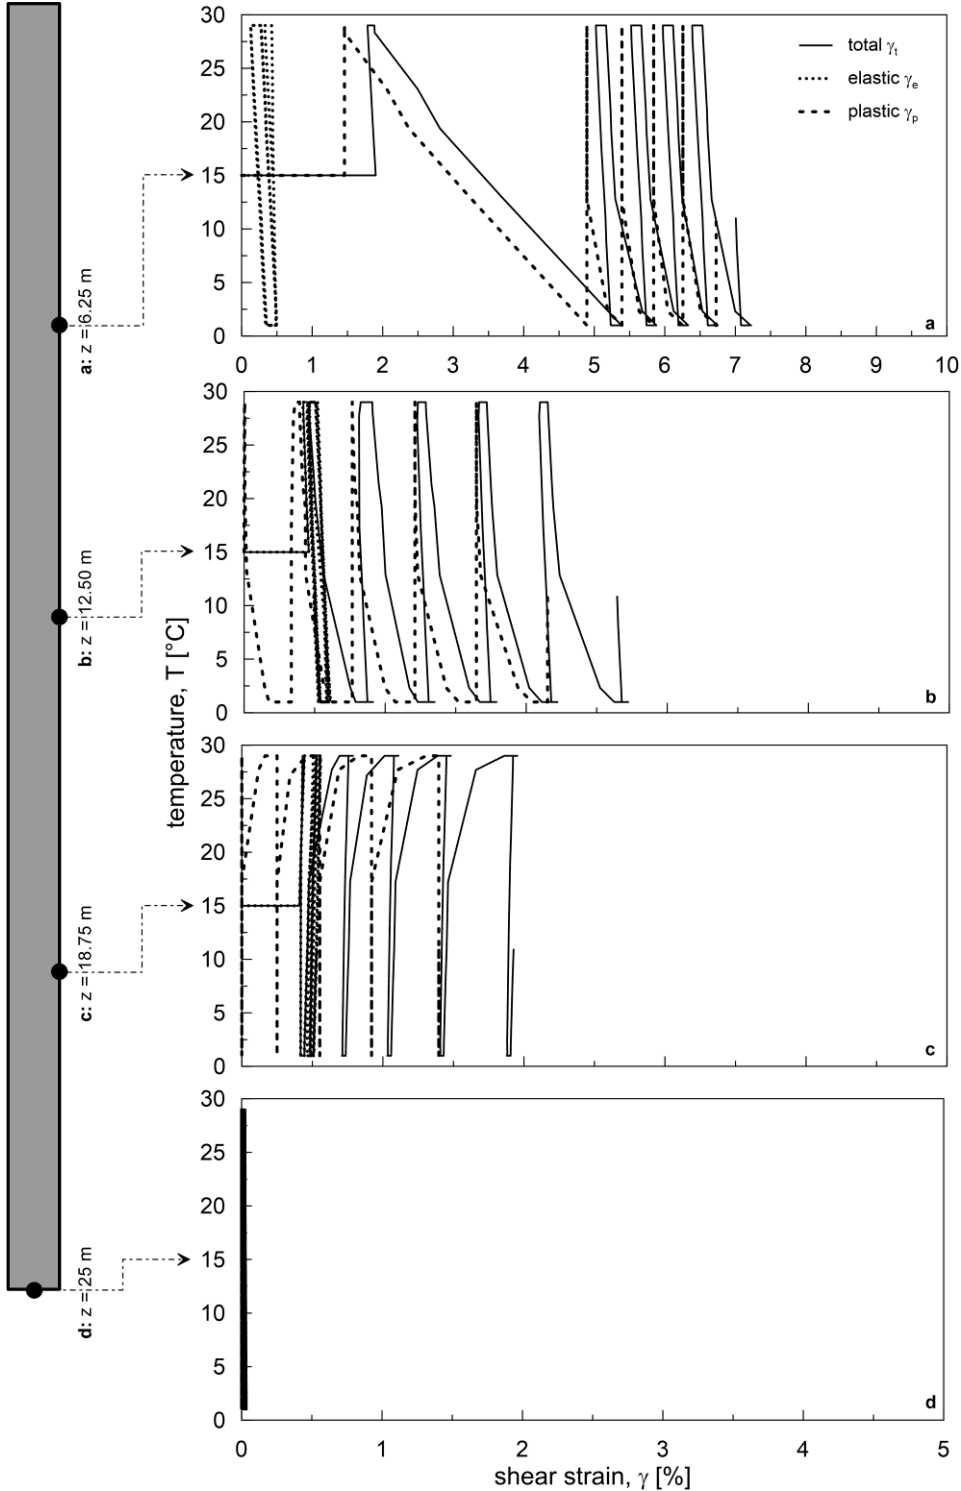 30
25
20
15
10
5
0
total γt
elastic γe
plastic γp
a
0 1 2 3 4 5 6 7 8 9 10
a: z = 6.25 m
30
25
20
15
10
5
0
b
b: z = 12.50 m
temperature, T [°C]
30
25
20
15
10
5
0
c
c: z = 18.75 m
30
25
20
15
10
5
0
d
d: z = 25 m
0 1 2 3 4 5
shear strain, γ [%]